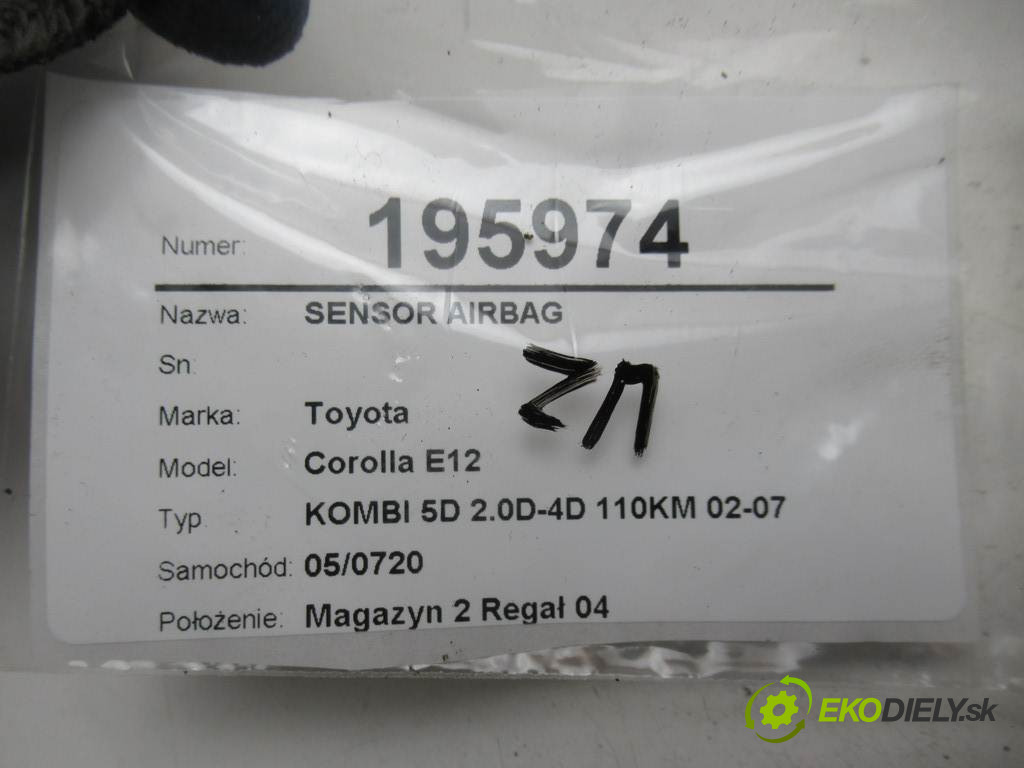 Numer: 195974
Nazwa: SENSOR AIRBAG
Sn:
Marka: Toyota
Model: Corolla E12
Typ KOMBI 5D 2.0D-4D 110KM 02-07
Samochód: 05/0720
Położenie: Magazyn 2 Regał 04
EKODIELY.sk